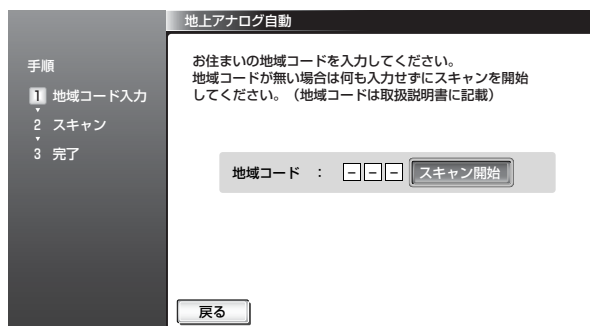 地上アナログ自動
手順
1 地域コード入力
2 スキャン
3 完了
お住まいの地域コードを入力してください。
地域コードが無い場合は何も入力せずにスキャンを開始
してください。（地域コードは取扱説明書に記載）
地域コード ： － － － スキャン開始
戻る